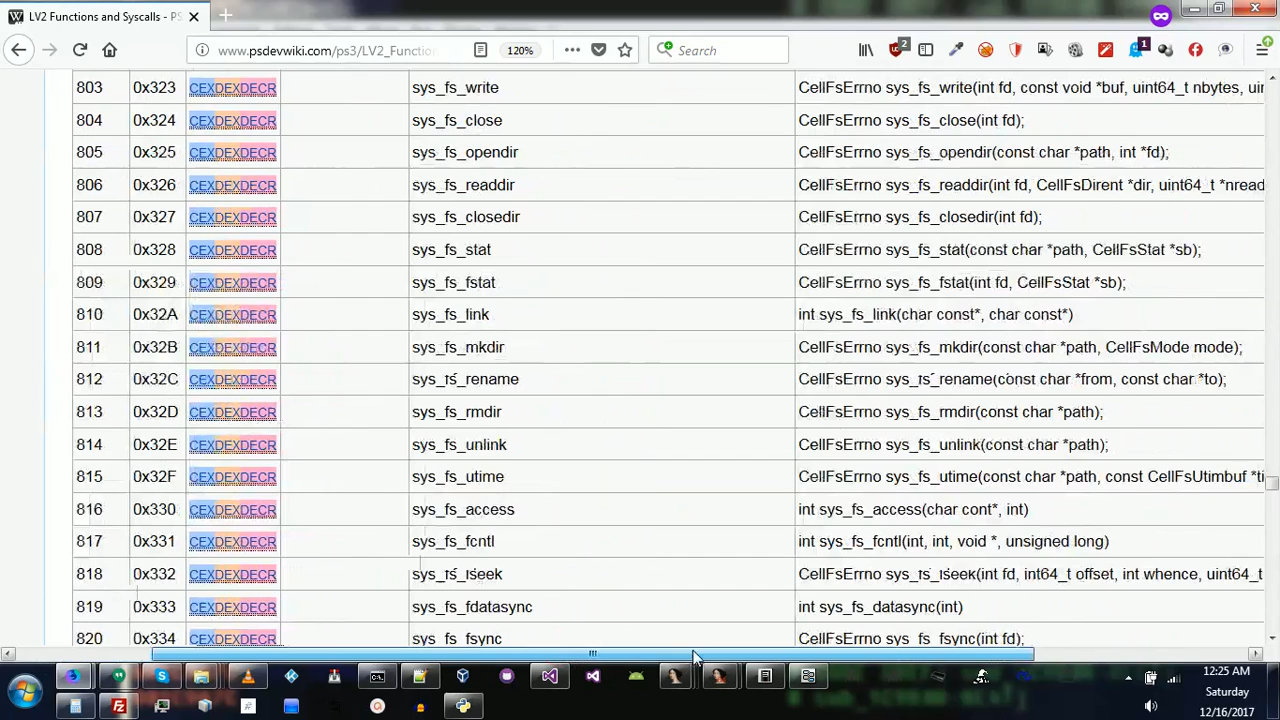 LV2 Functions and Syscalls - PS
www.psdevwiki.com/ps3/LV2_Functio
120%
Search
2
1
803 0x323 CEXDEXDECR sys_fs_write CellFsErrno sys_fs_write(int fd, const void *buf, uint64_t nbytes, uin
804 0x324 CEXDEXDECR sys_fs_close CellFsErrno sys_fs_close(int fd);
805 0x325 CEXDEXDECR sys_fs_opendir CellFsErrno sys_fs_opendir(const char *path, int *fd);
806 0x326 CEXDEXDECR sys_fs_readdir CellFsErrno sys_fs_readdir(int fd, CellFsDirent *dir, uint64_t *nread
807 0x327 CEXDEXDECR sys_fs_closedir CellFsErrno sys_fs_closedir(int fd);
808 0x328 CEXDEXDECR sys_fs_stat CellFsErrno sys_fs_stat(const char *path, CellFsStat *sb);
809 0x329 CEXDEXDECR sys_fs_fstat CellFsErrno sys_fs_fstat(int fd, CellFsStat *sb);
810 0x32A CEXDEXDECR sys_fs_link int sys_fs_link(char const*, char const*)
811 0x32B CEXDEXDECR sys_fs_mkdir CellFsErrno sys_fs_mkdir(const char *path, CellFsMode mode);
812 0x32C CEXDEXDECR sys_fs_rename CellFsErrno sys_fs_rename(const char *from, const char *to);
813 0x32D CEXDEXDECR sys_fs_rmdir CellFsErrno sys_fs_rmdir(const char *path);
814 0x32E CEXDEXDECR sys_fs_unlink CellFsErrno sys_fs_unlink(const char *path);
815 0x32F CEXDEXDECR sys_fs_utime CellFsErrno sys_fs_utime(const char *path, const CellFsUtimbuf *ti
816 0x330 CEXDEXDECR sys_fs_access int sys_fs_access(char cont*, int)
817 0x331 CEXDEXDECR sys_fs_fcntl int sys_fs_fcntl(int, int, void *, unsigned long)
818 0x332 CEXDEXDECR sys_fs_lseek CellFsErrno sys_fs_lseek(int fd, int64_t offset, int whence, uint64_t
819 0x333 CEXDEXDECR sys_fs_fdatasync int sys_fs_datasync(int)
820 0x334 CEXDEXDECR sys_fs_fsync CellFsErrno sys_fs_fsync(int fd);
12:25 AM
Saturday
12/16/2017